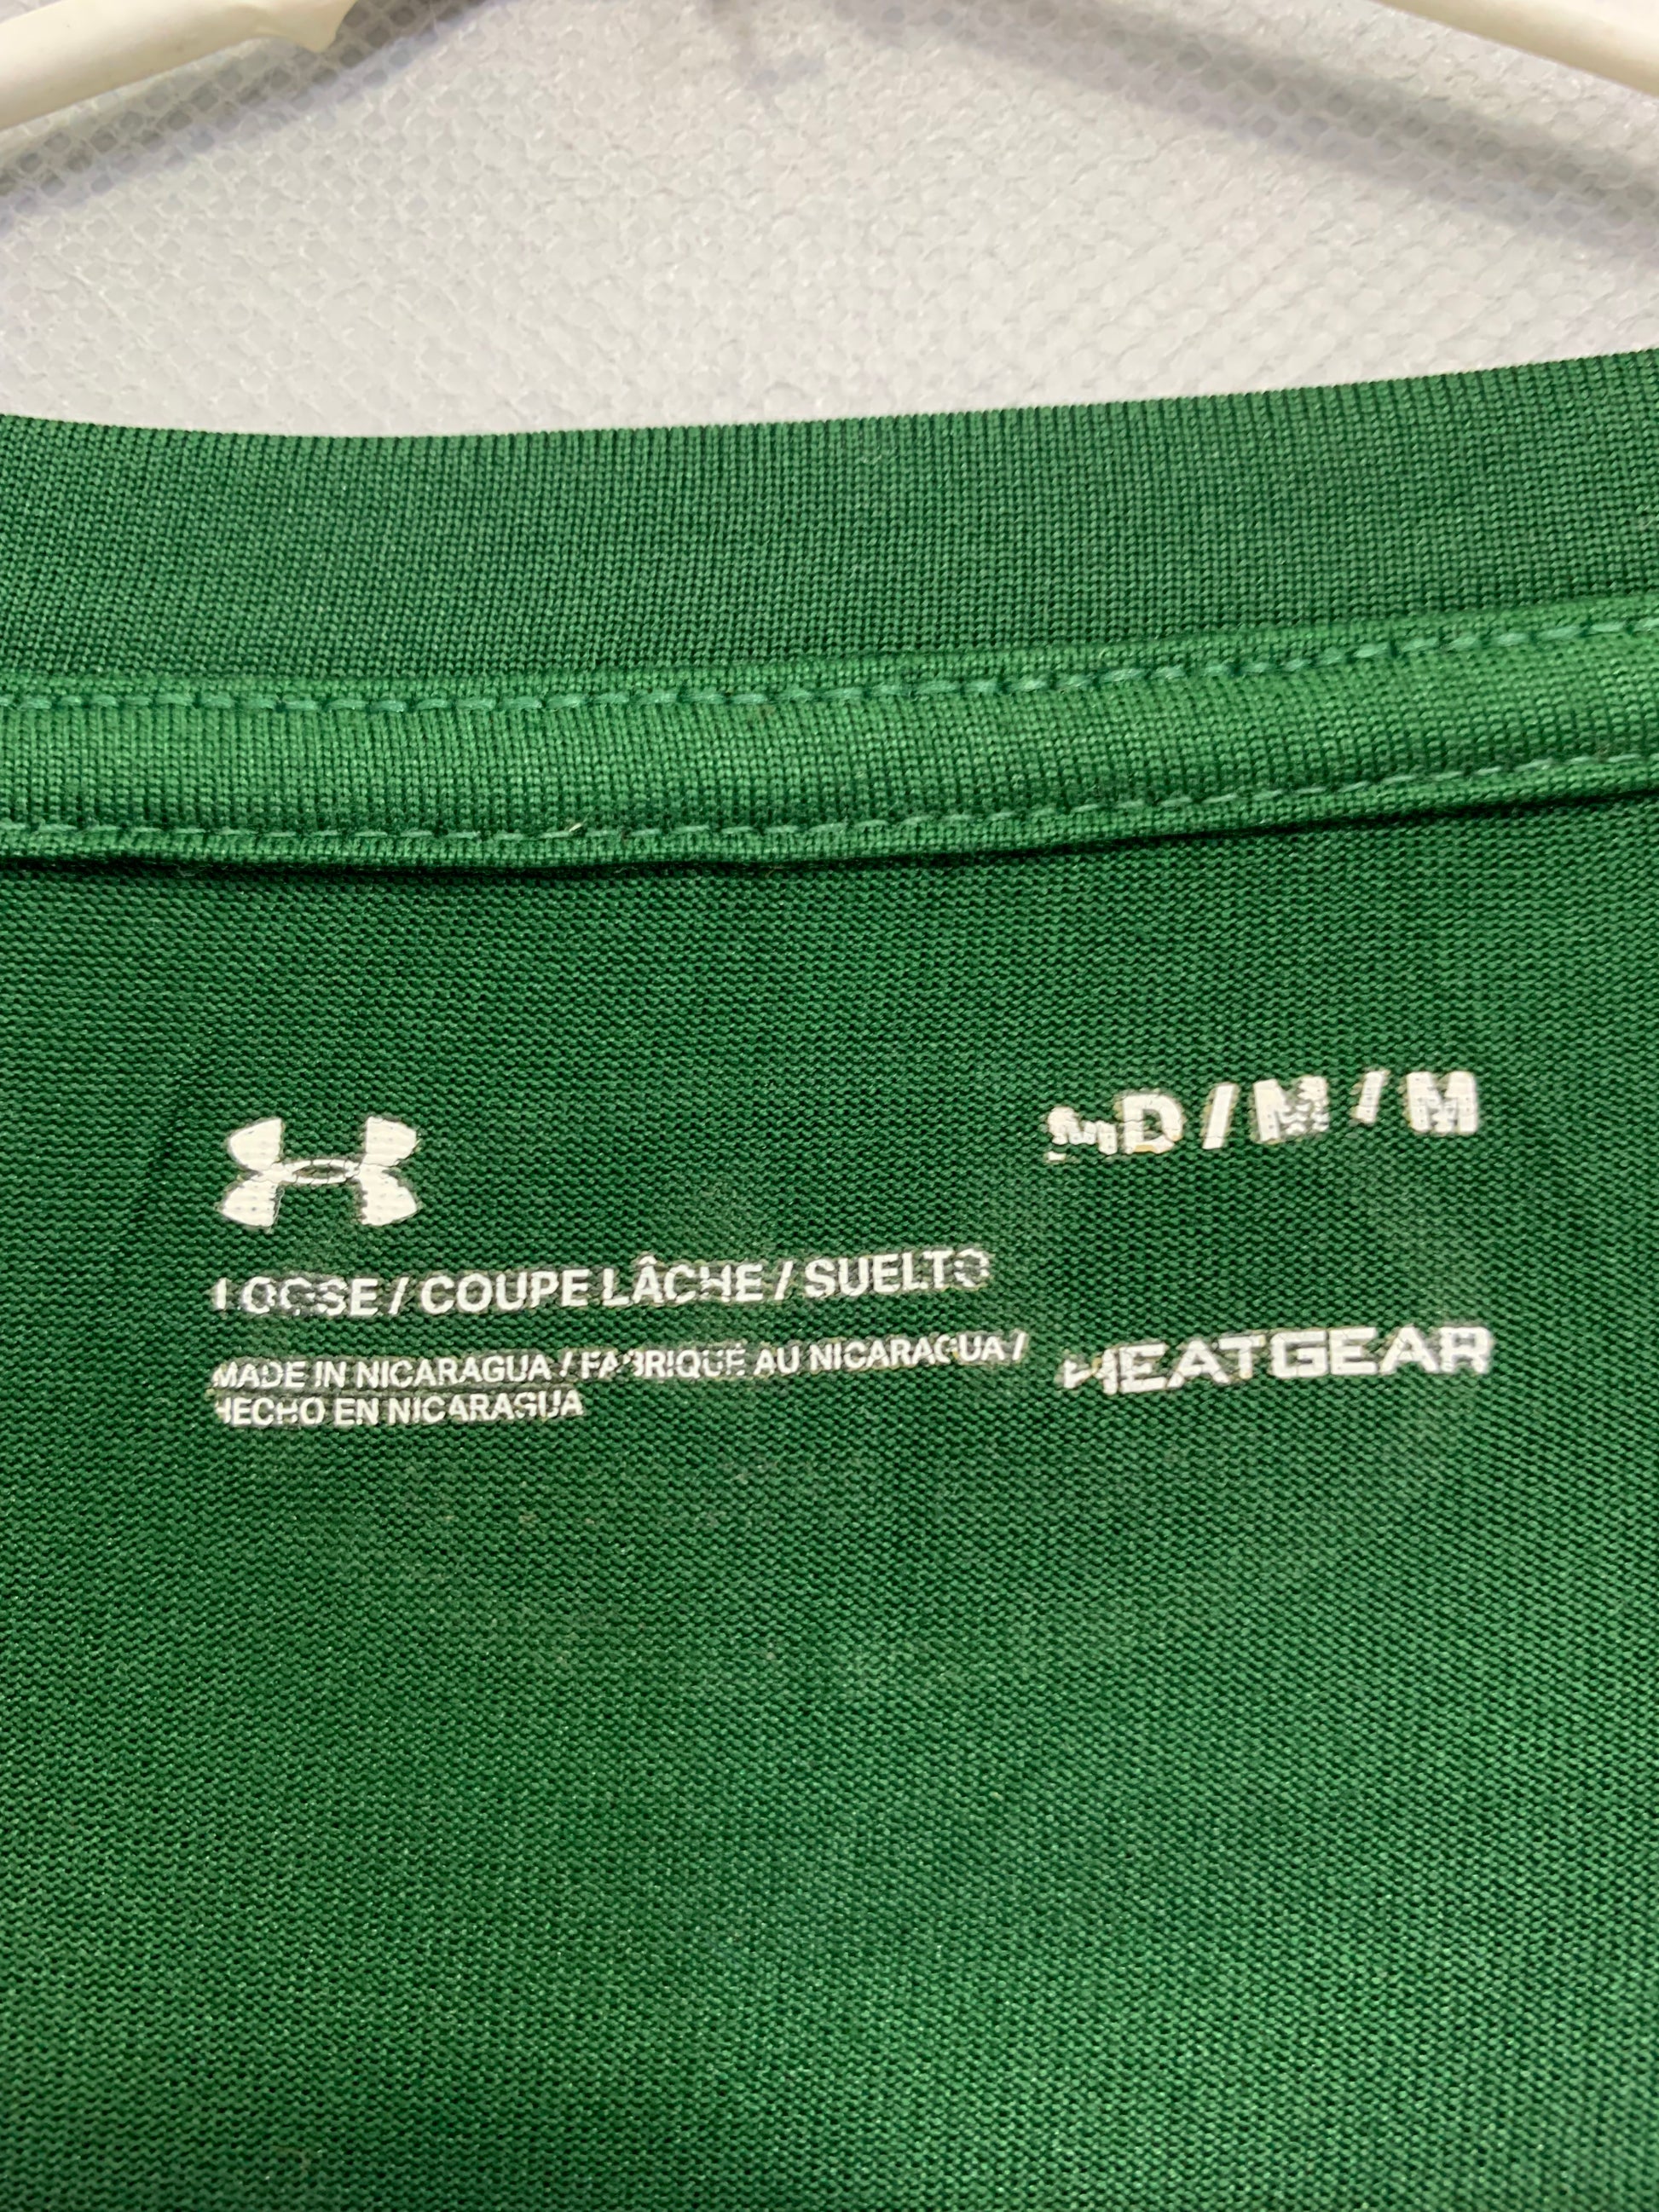 MD / M / M
LOOSE / COUPE LÂCHE / SUELTO
MADE IN NICARAGUA / FABRIQUÉ AU NICARAGUA /
HECHO EN NICARAGUA
HEATGEAR